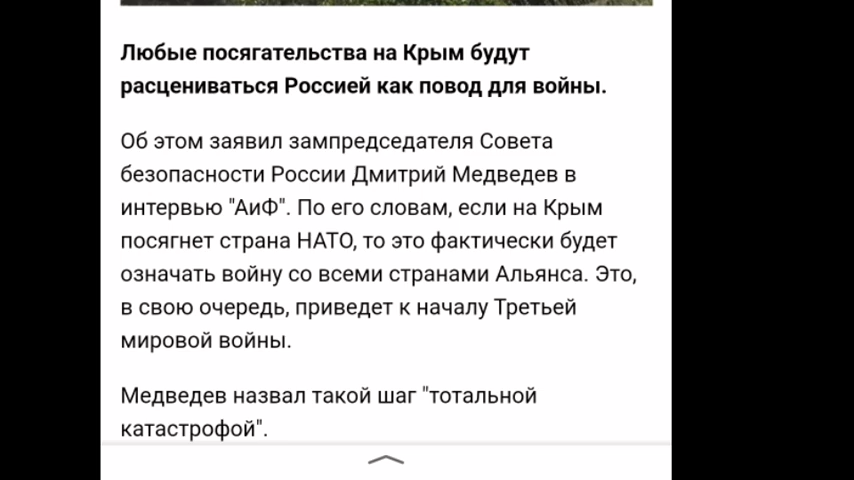 Любые посягательства на Крым будут
расцениваться Россией как повод для войны.
Об этом заявил зампредседателя Совета
безопасности России Дмитрий Медведев в
интервью "АиФ". По его словам, если на Крым
посягнет страна НАТО, то это фактически будет
означать войну со всеми странами Альянса. Это,
в свою очередь, приведет к началу Третьей
мировой войны.
Медведев назвал такой шаг "тотальной
катастрофой".